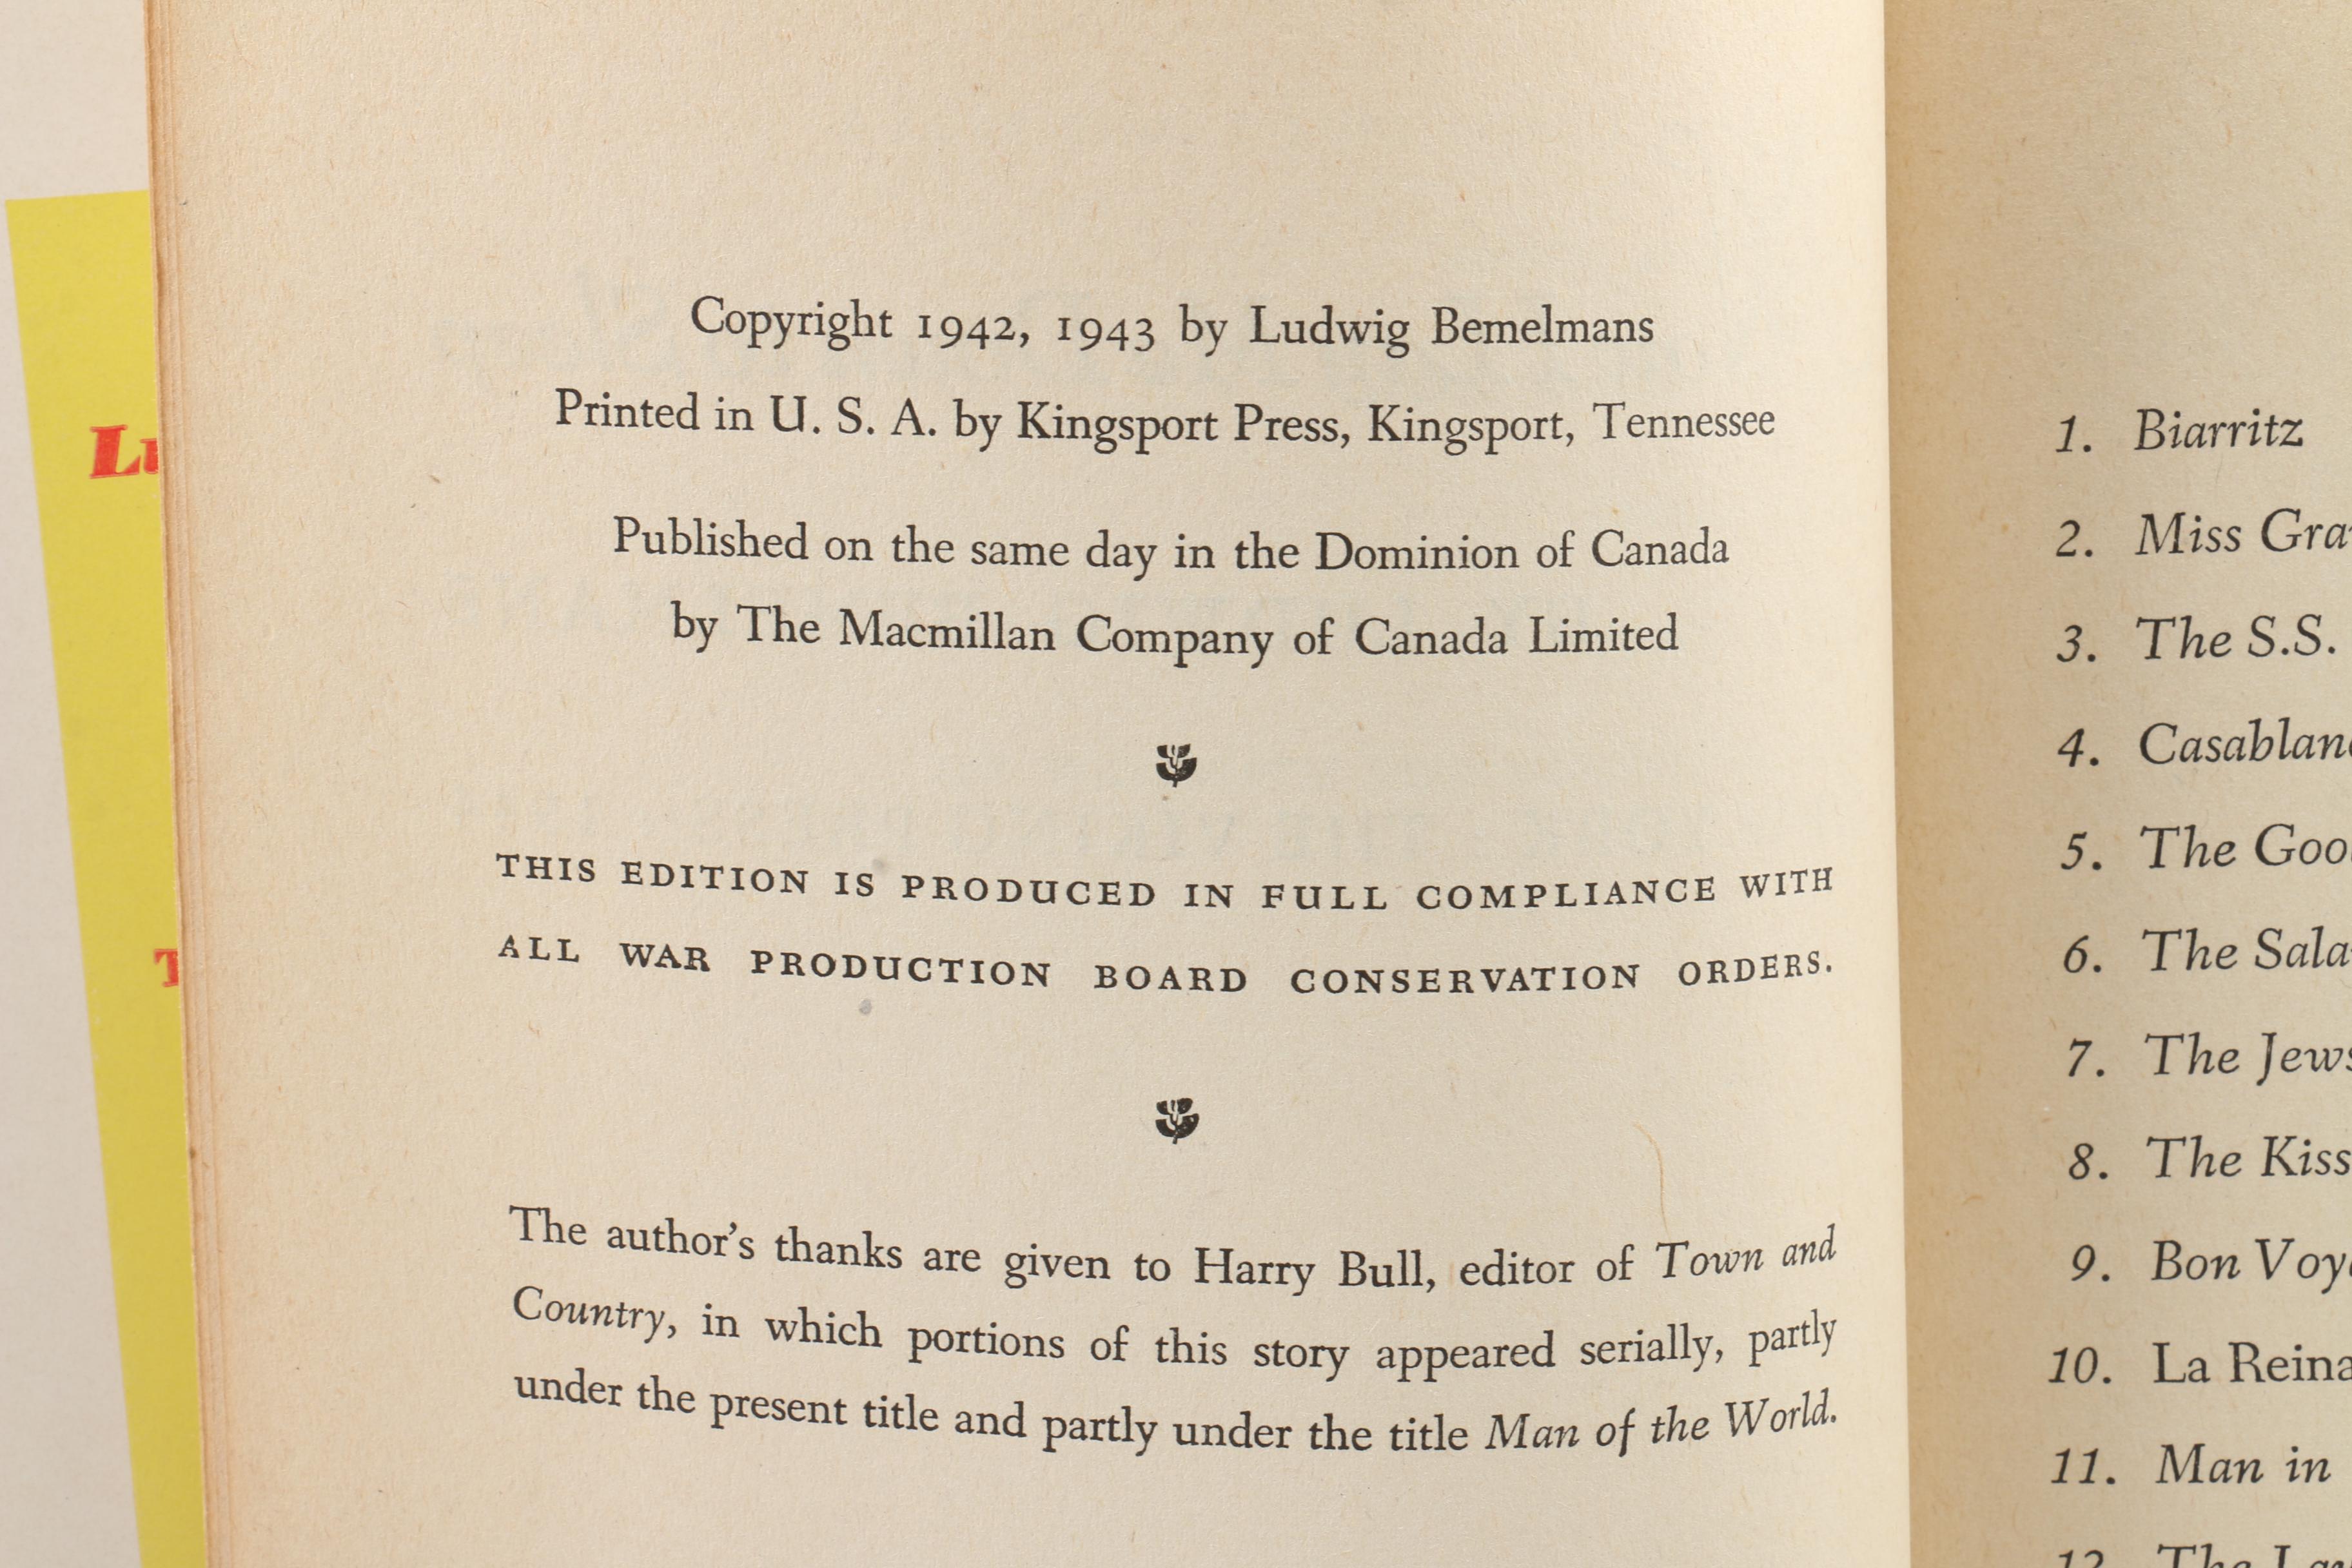 Copyright 1942, 1943 by Ludwig Bemelmans
Printed in U. S. A. by Kingsport Press, Kingsport, Tennessee
Published on the same day in the Dominion of Canada
by The Macmillan Company of Canada Limited
THIS EDITION IS PRODUCED IN FULL COMPLIANCE WITH
ALL WAR PRODUCTION BOARD CONSERVATION ORDERS.
The author's thanks are given to Harry Bull, editor of Town and
Country, in which portions of this story appeared serially, partly
under the present title and partly under the title Man of the World.
1. Biarritz
2. Miss
3. The S.S.
4.
5. The
6. The
7. The
8. The
9. Bon
10. La
11. Man in
12. The